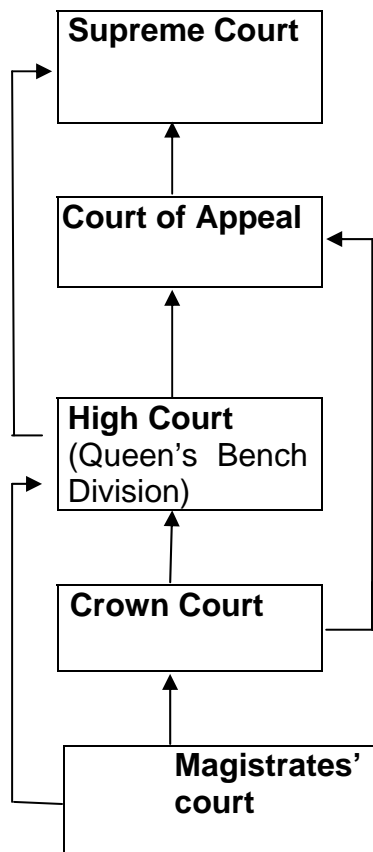 Supreme Court
Court of Appeal
High Court
(Queen's Bench
Division)
Crown Court
Magistrates’
court